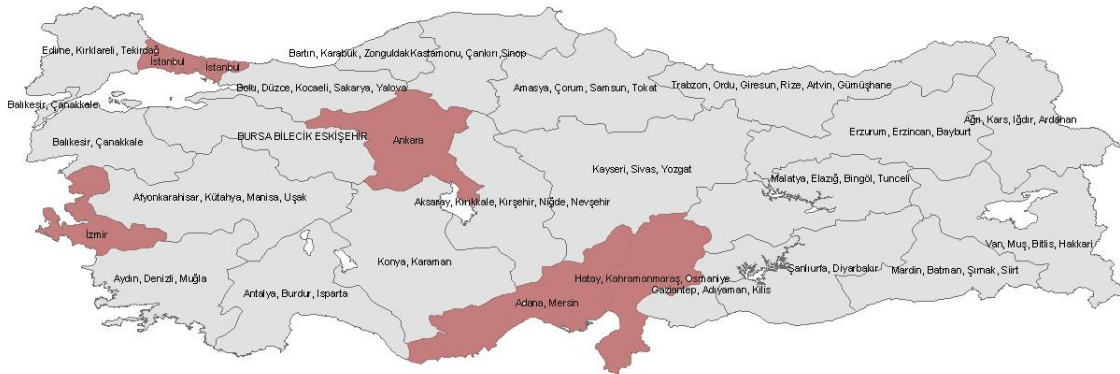 Edirne, Kırklareli, Tekirdağ
İstanbul
İstanbul
Bartın, Karabük, Zonguldak
Kastamonu, Çankırı, Sinop
Bolu, Düzce, Kocaeli, Sakarya, Yalova
Amasya, Çorum, Samsun, Tokat
Trabzon, Ordu, Giresun, Rize, Artvin, Gümüşhane
Balıkesir, Çanakkale
Ağrı, Kars, Iğdır, Ardahan
BURSA BİLECİK ESKİŞEHİR
Ankara
Erzurum, Erzincan, Bayburt
Balıkesir, Çanakkale
Kayseri, Sivas, Yozgat
Malatya, Elazığ, Bingöl, Tunceli
Afyonkarahisar, Kütahya, Manisa, Uşak
Aksaray, Kırıkkale, Kırşehir, Niğde, Nevşehir
İzmir
Van, Muş, Bitlis, Hakkari
Konya, Karaman
Aydın, Denizli, Muğla
Hatay, Kahramanmaraş, Osmaniye
Şanlıurfa, Diyarbakır
Mardin, Batman, Şırnak, Siirt
Antalya, Burdur, Isparta
Gaziantep, Adıyaman, Kilis
Adana, Mersin